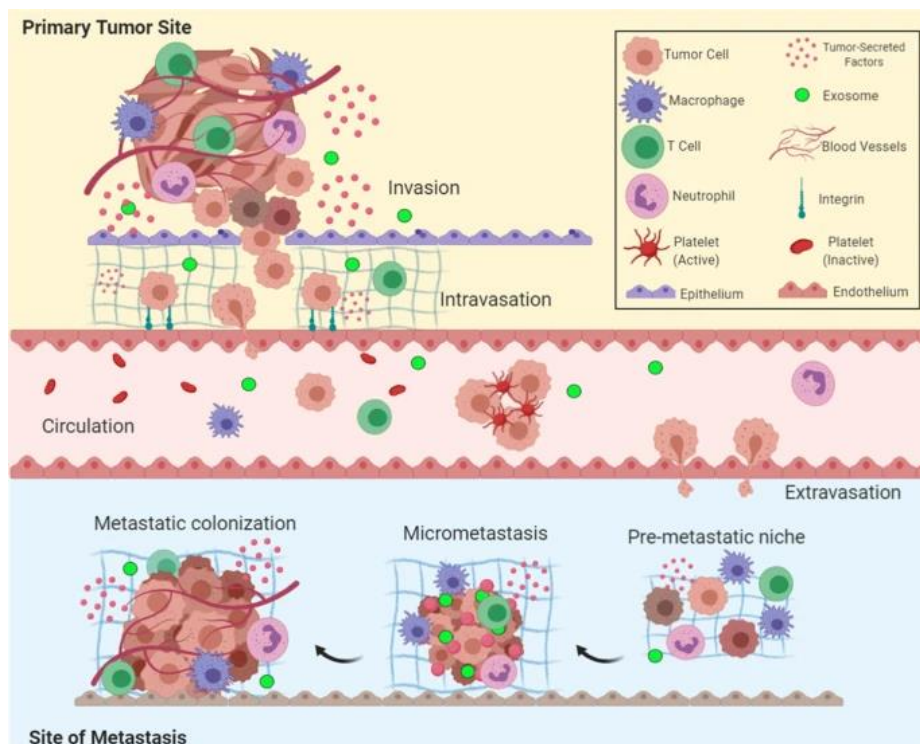 Primary Tumor Site
Tumor Cell
Tumor-Secreted
Factors
Macrophage
Exosome
T Cell
Blood Vessels
Neutrophil
Integrin
Platelet
(Active)
Platelet
(Inactive)
Epithelium
Endothelium
Invasion
Intravasation
Circulation
Extravasation
Metastatic colonization
Micrometastasis
Pre-metastatic niche
Site of Metastasis